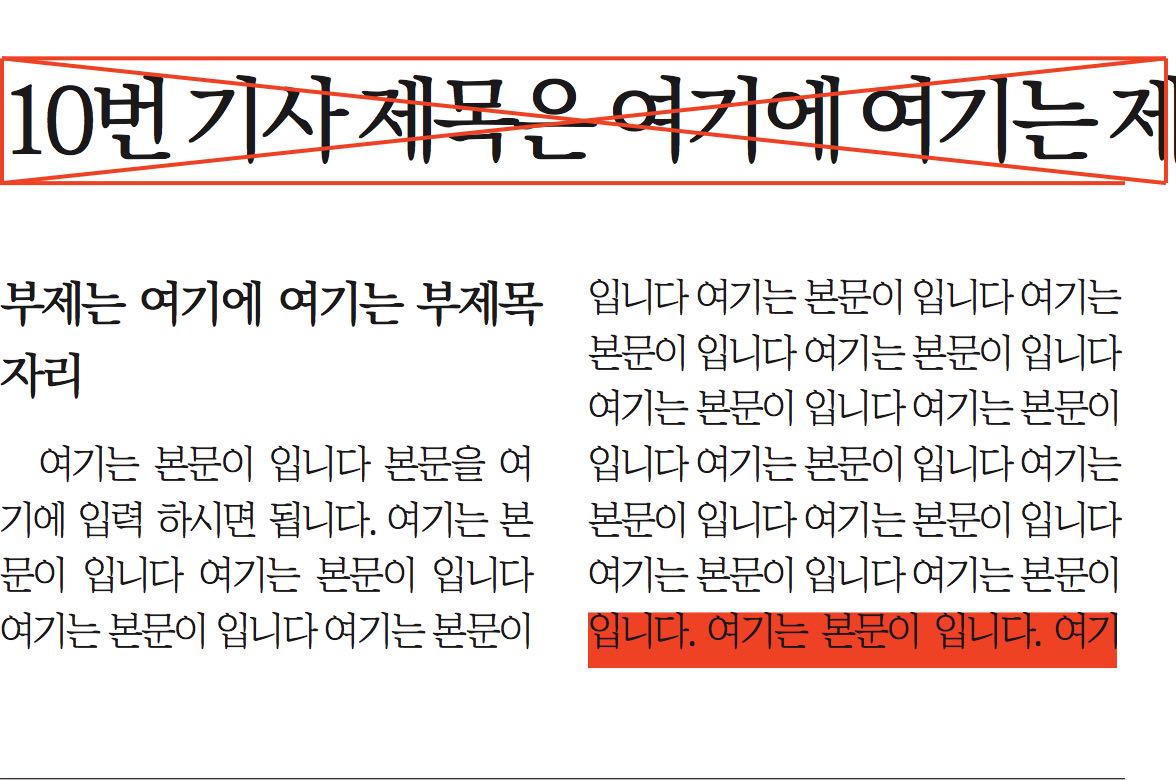 10번 기사 제목은 여기에 여기는 제
부제는 여기에 여기는 부제목
자리
여기는 본문이 입니다 본문을 여
기에 입력 하시면 됩니다. 여기는 본
문이 입니다 여기는 본문이 입니다
여기는 본문이 입니다 여기는 본문이
입니다 여기는 본문이 입니다 여기는
본문이 입니다 여기는 본문이 입니다
여기는 본문이 입니다 여기는 본문이
입니다 여기는 본문이 입니다 여기는
본문이 입니다 여기는 본문이 입니다
여기는 본문이 입니다 여기는 본문이
입니다. 여기는 본문이 입니다. 여기